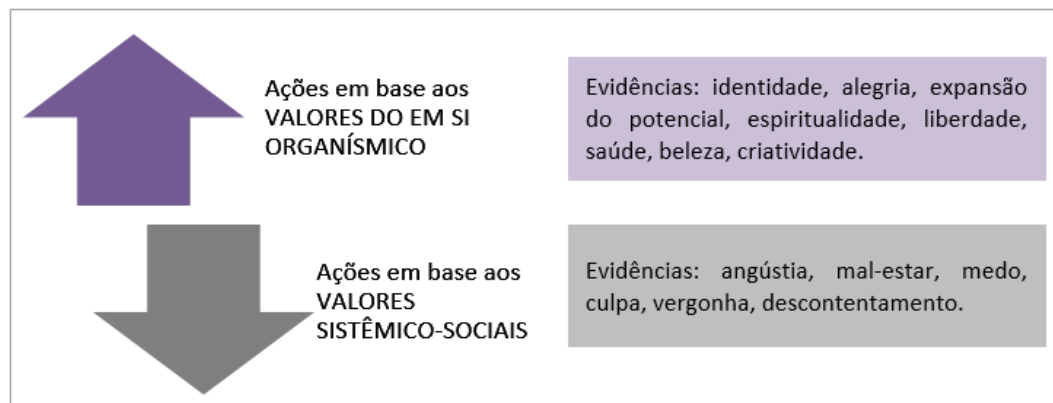 Ações em base aos
VALORES DO EM SI
ORGANÍSMICO
Evidências: identidade, alegria, expansão
do potencial, espiritualidade, liberdade,
saúde, beleza, criatividade.
Ações em base aos
VALORES
SISTÊMICO-SOCIAIS
Evidências: angústia, mal-estar, medo,
culpa, vergonha, descontentamento.